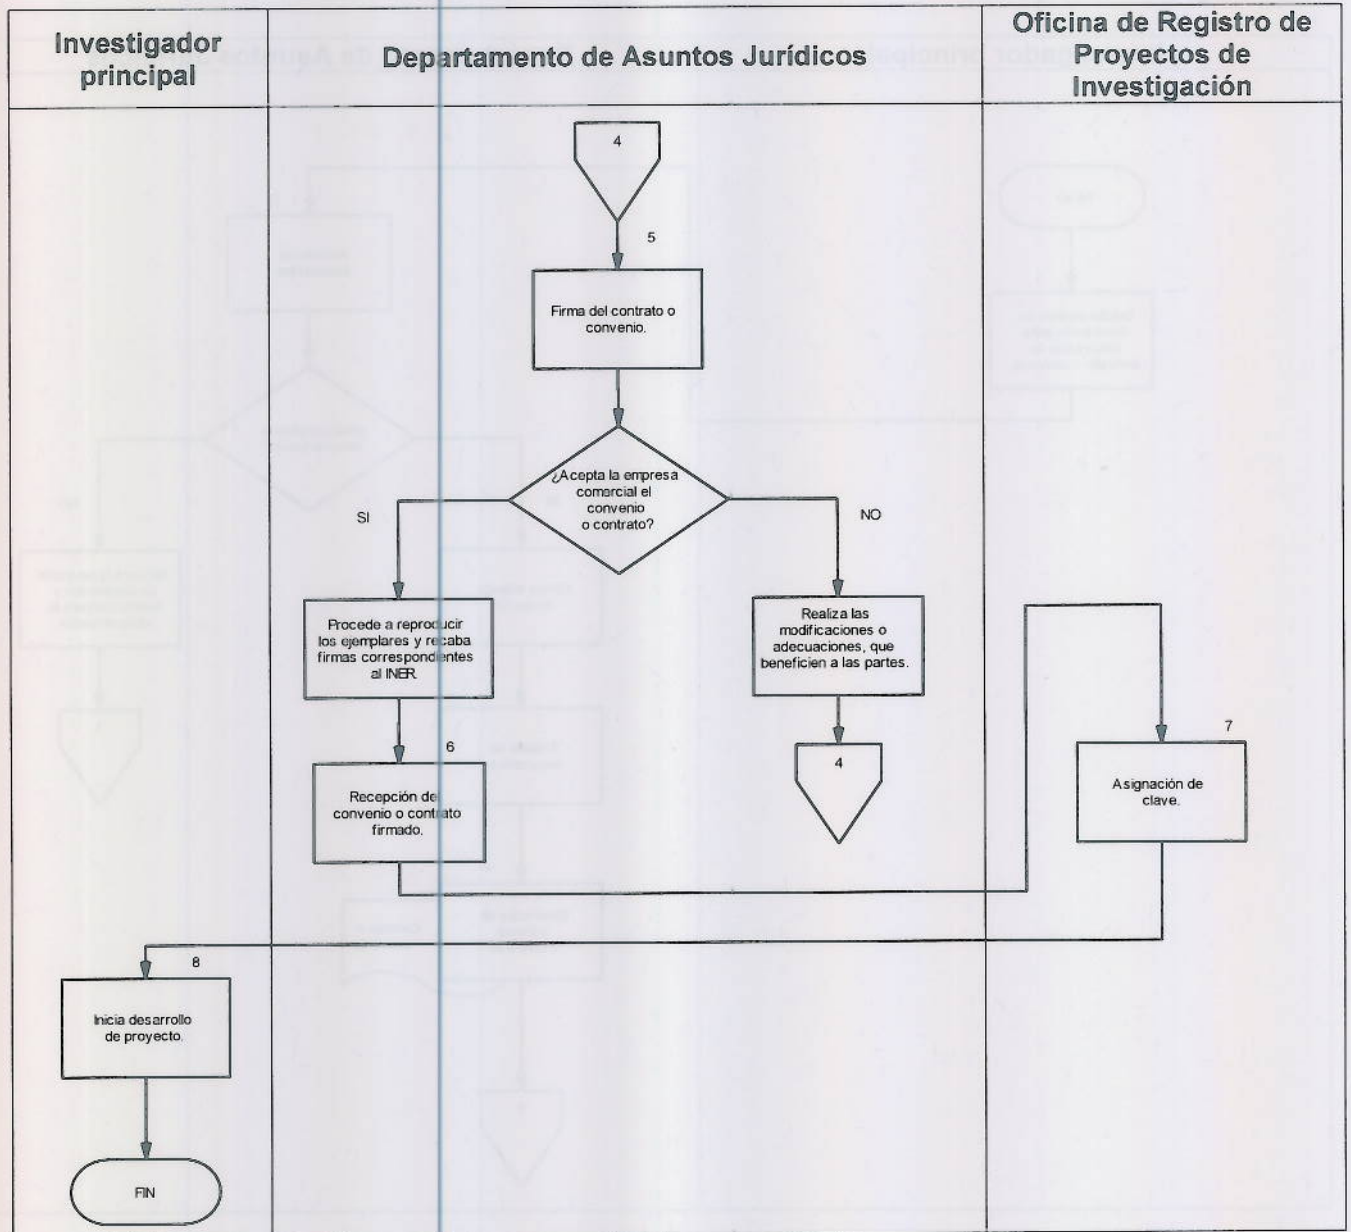 Investigador
principal
Departamento de Asuntos Jurídicos
Oficina de Registro de
Proyectos de
Investigación
4
5
Firma del contrato o
convenio.
¿Acepta la empresa
comercial el
convenio
o contrato?
SI
NO
Procede a reproducir
los ejemplares y recaba
firmas correspondientes
al INER.
Realiza las
modificaciones o
adecuaciones, que
beneficien a las partes.
6
Recepción de
convenio o contrato
firmado.
4
7
Asignación de
clave.
8
Inicia desarrollo
de proyecto.
FIN